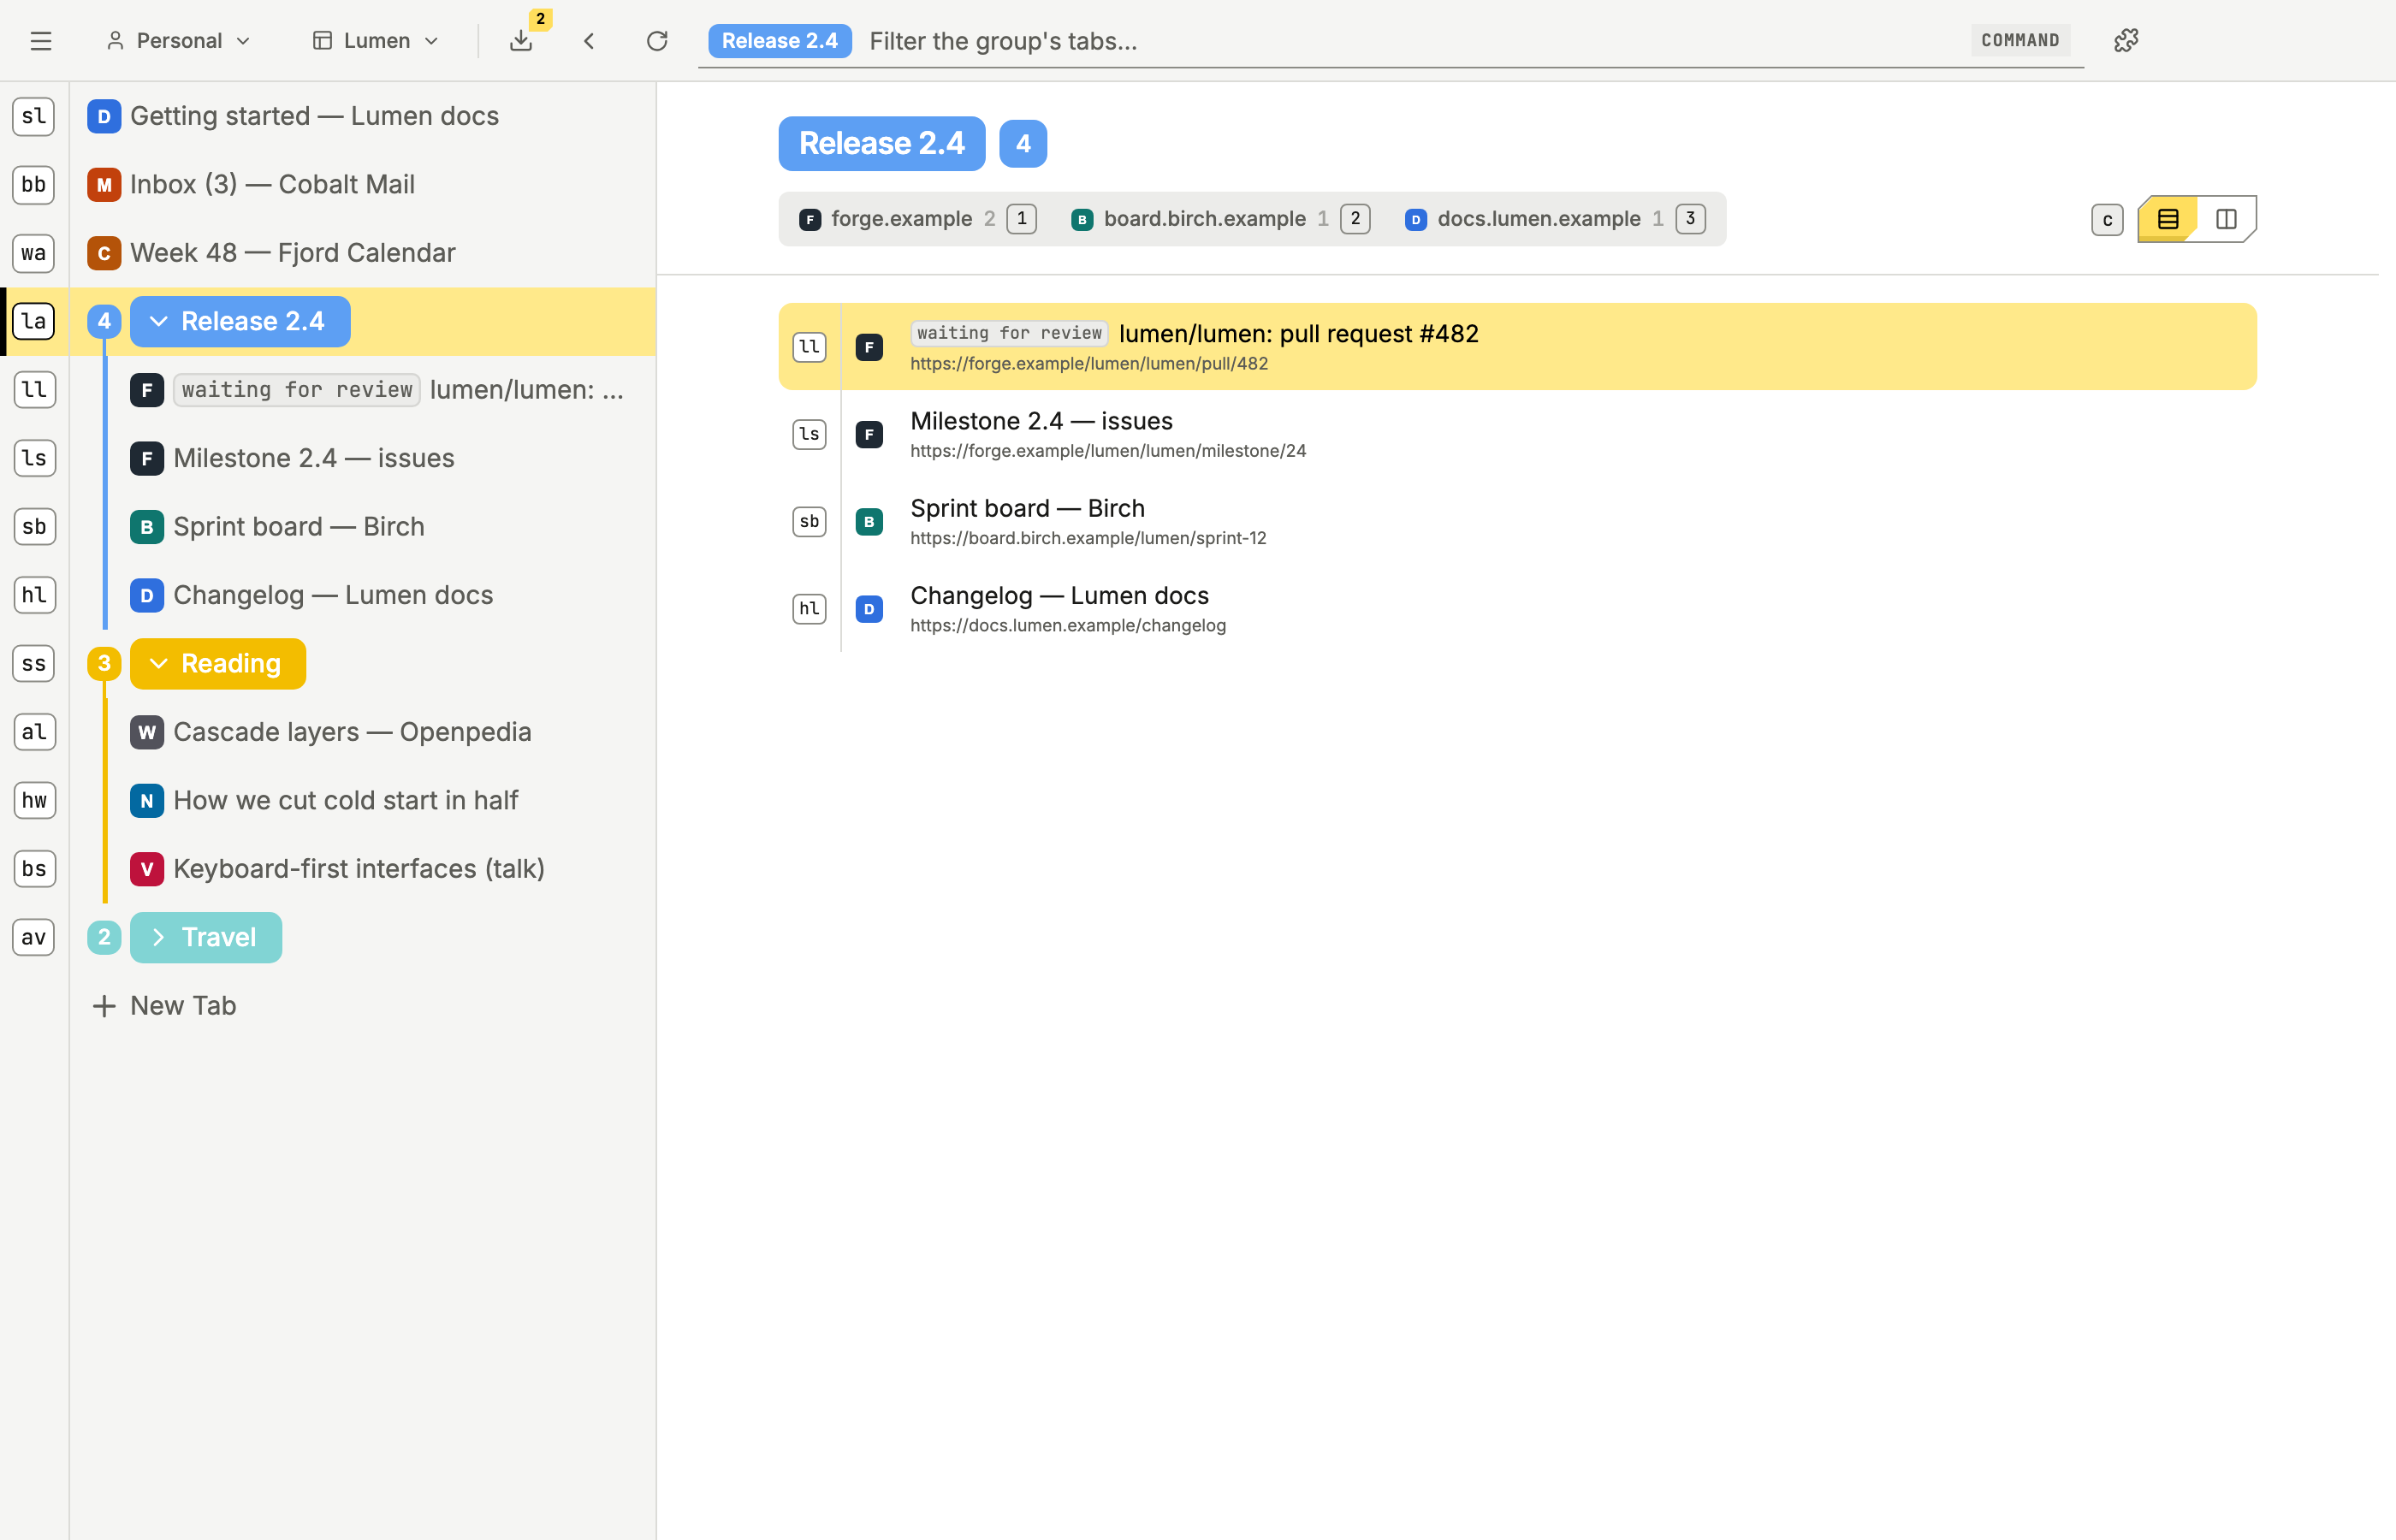 Personal
Lumen
2
Release 2.4
Filter the group's tabs...
COMMAND
sl D Getting started — Lumen docs
bb M Inbox (3) — Cobalt Mail
wa C Week 48 — Fjord Calendar
la 4 Release 2.4
ll F waiting for review lumen/lumen: ...
ls F Milestone 2.4 — issues
sb B Sprint board — Birch
hl D Changelog — Lumen docs
ss 3 Reading
al W Cascade layers — Openpedia
hw N How we cut cold start in half
bs V Keyboard-first interfaces (talk)
av 2 Travel
New Tab
Release 2.4 4
F forge.example 2 1 B board.birch.example 1 2 D docs.lumen.example 1 3
c
ll F waiting for review lumen/lumen: pull request #482
https://forge.example/lumen/lumen/pull/482
ls F Milestone 2.4 — issues
https://forge.example/lumen/lumen/milestone/24
sb B Sprint board — Birch
https://board.birch.example/lumen/sprint-12
hl D Changelog — Lumen docs
https://docs.lumen.example/changelog